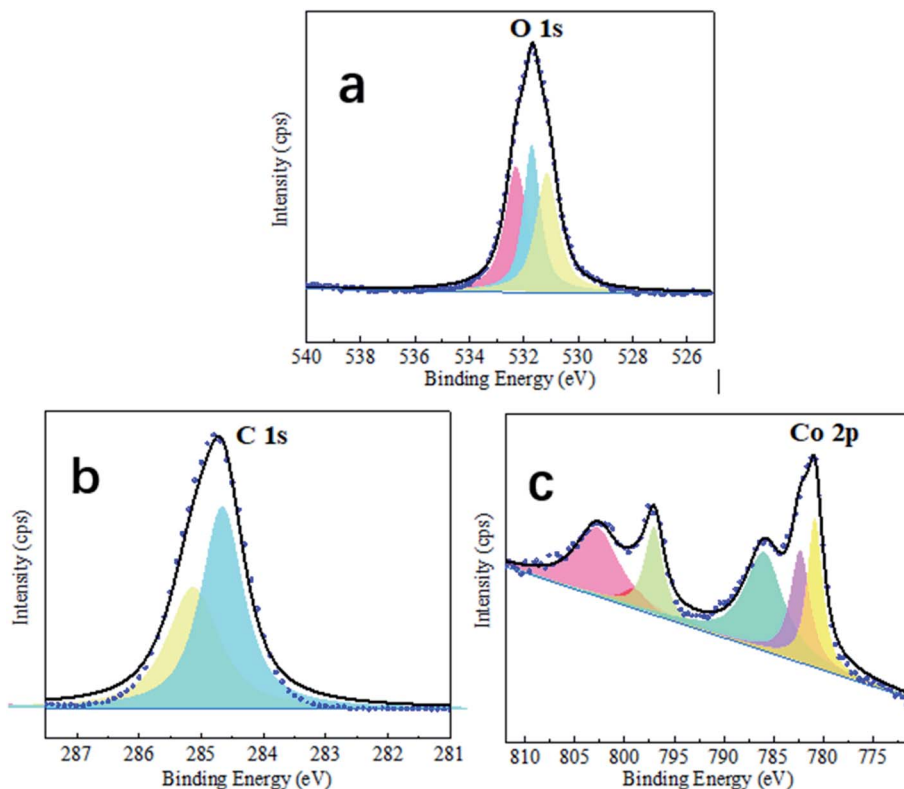 O 1s
a
Intensity (cps)
540 538 536 534 532 530 528 526
Binding Energy (eV)
C 1s
b
Intensity (cps)
287 286 285 284 283 282 281
Binding Energy (eV)
Co 2p
c
Intensity (cps)
810 805 800 795 790 785 780 775
Binding Energy (eV)